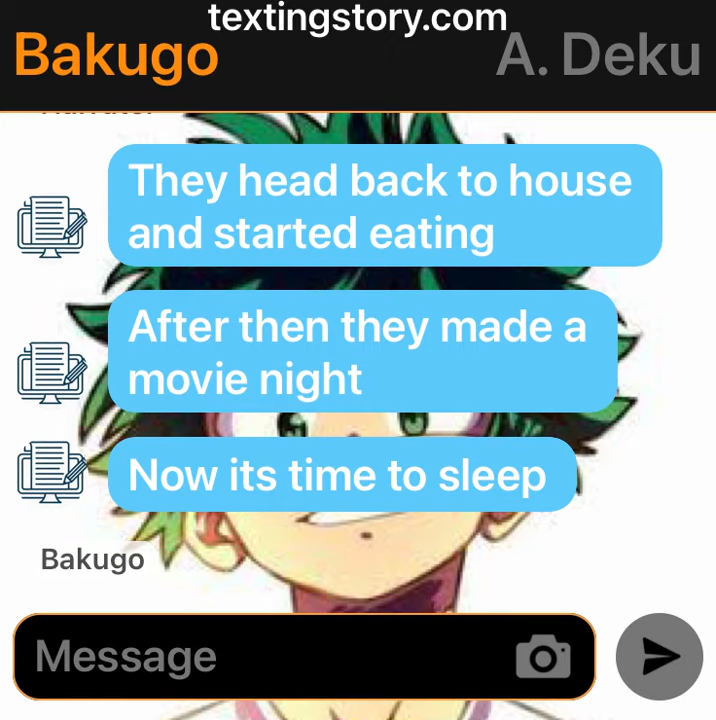 textingstory.com
Bakugo
A. Deku
They head back to house
and started eating
After then they made a
movie night
Now its time to sleep
Bakugo
Message